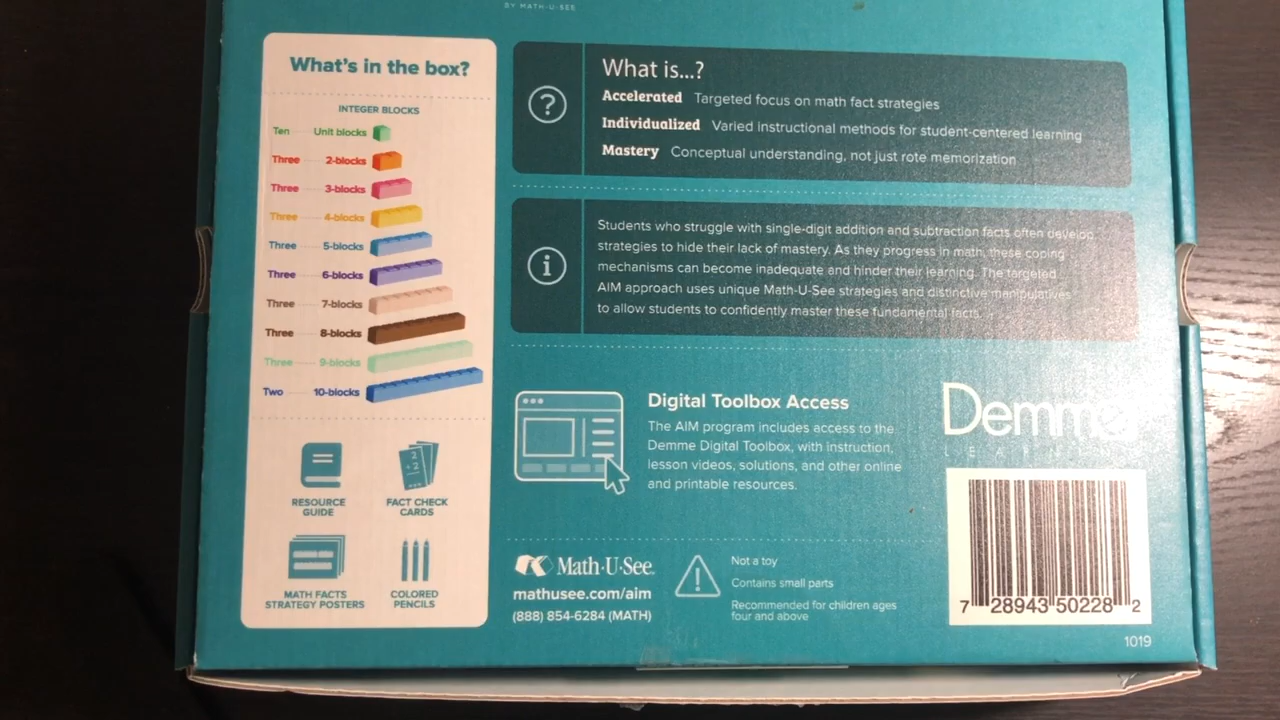 BY MATH-U-SEE
What's in the box?
INTEGER BLOCKS
Ten Unit blocks
Three 2-blocks
Three 3-blocks
Three 4-blocks
Three 5-blocks
Three 6-blocks
Three 7-blocks
Three 8-blocks
Three 9-blocks
Two 10-blocks
RESOURCE
GUIDE
FACT CHECK
CARDS
MATH FACTS
STRATEGY POSTERS
COLORED
PENCILS
What is...?
Accelerated Targeted focus on math fact strategies
Individualized Varied instructional methods for student-centered learning
Mastery Conceptual understanding, not just rote memorization
Students who struggle with single-digit addition and subtraction facts often develop
strategies to hide their lack of mastery. As they progress in math, these coping
mechanisms can become inadequate and hinder their learning. The targeted
AIM approach uses unique Math-U-See strategies and distinctive manipulatives
to allow students to confidently master these fundamental facts.
Digital Toolbox Access
The AIM program includes access to the
Demme Digital Toolbox, with instruction,
lesson videos, solutions, and other online
and printable resources.
Demme
Math·U·See
mathusee.com/aim
(888) 854-6284 (MATH)
Not a toy
Contains small parts
Recommended for children ages
four and above
7 28943 50228 2
1019